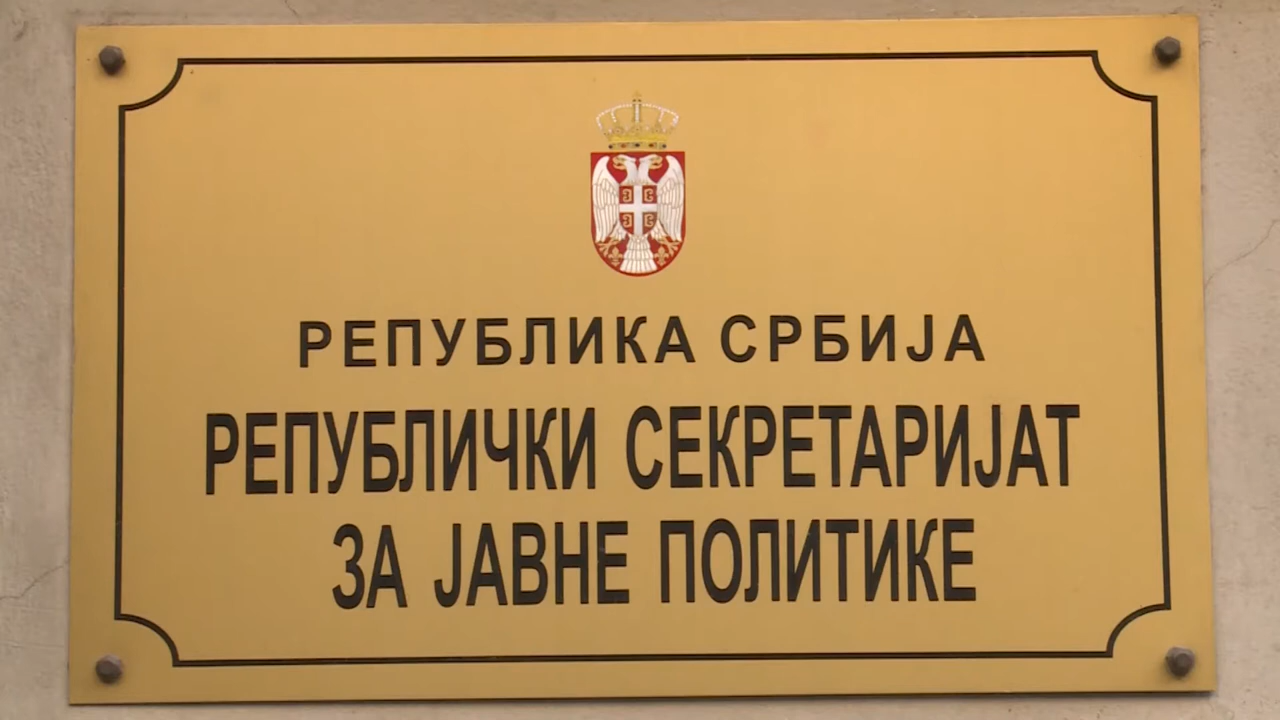 РЕПУБЛИКА СРБИЈА
РЕПУБЛИЧКИ СЕКРЕТАРИЈАТ
ЗА ЈАВНЕ ПОЛИТИКЕ